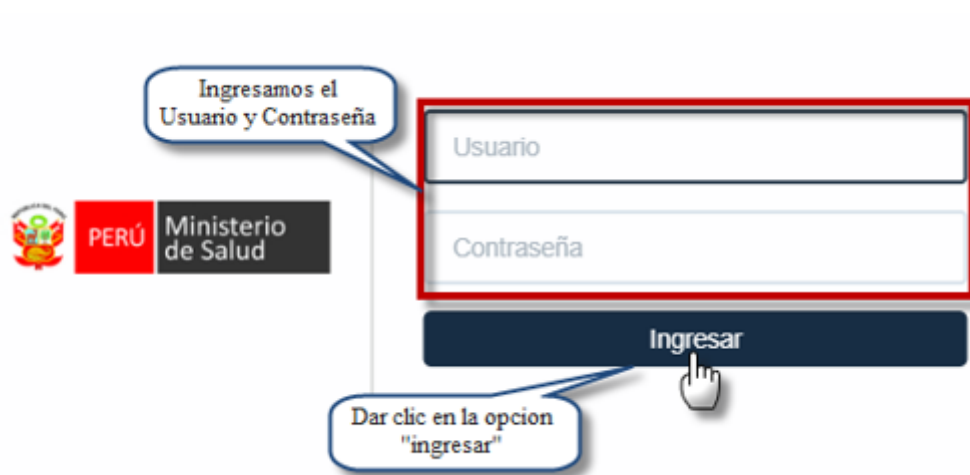 Ingresamos el
Usuario y Contraseña
Usuario
PERÚ
Ministerio
de Salud
Contraseña
Ingresar
Dar clic en la opcion
"ingresar"